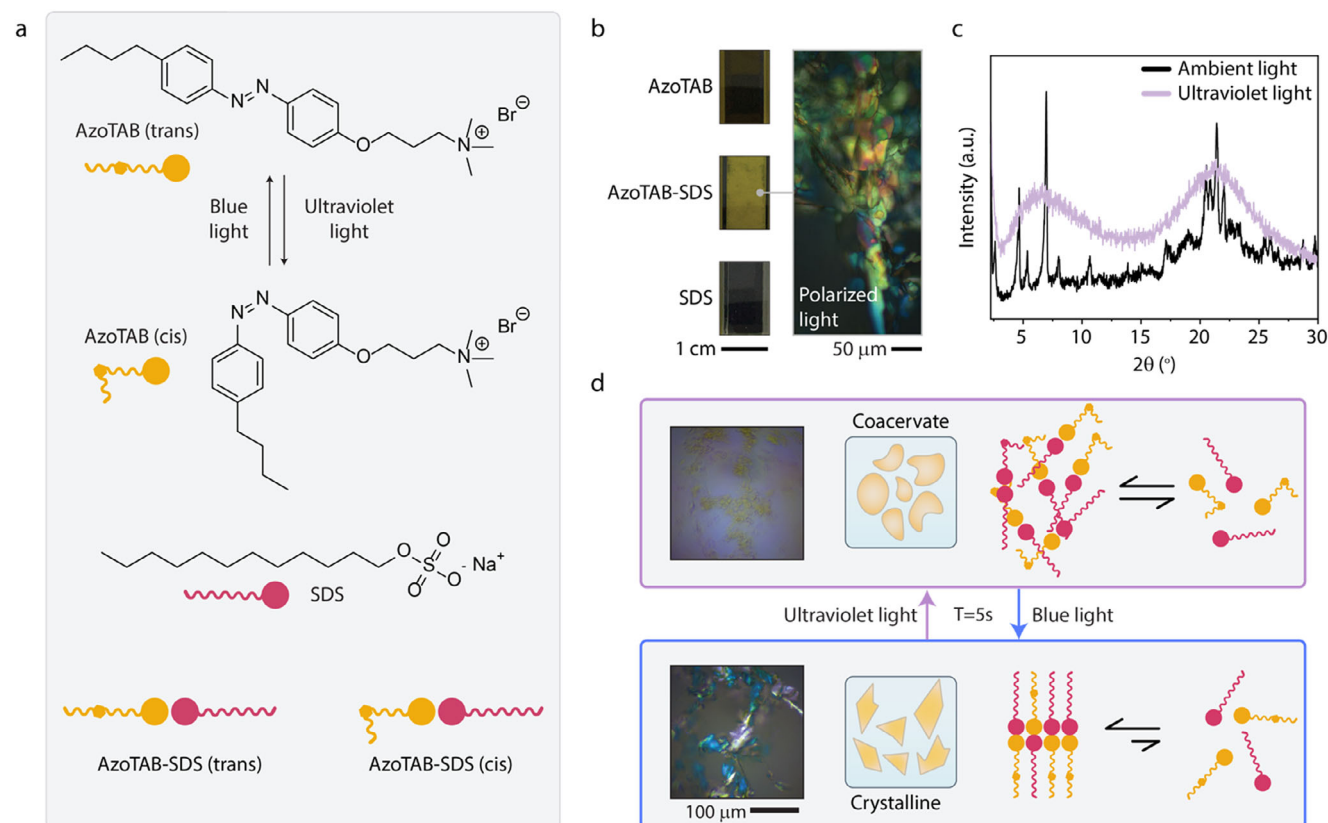 a
N
N
O
N
⊕
Br⊖
AzoTAB (trans)
Blue
light
Ultraviolet
light
N
N
O
N
⊕
Br⊖
AzoTAB (cis)
O
S
O
O
O
- Na+
SDS
AzoTAB-SDS (trans)
AzoTAB-SDS (cis)
b
AzoTAB
AzoTAB-SDS
SDS
1 cm
Polarized
light
50 μm
c
Ambient light
Ultraviolet light
Intensity (a.u.)
5
10
15
20
25
30
2θ (°)
d
Coacervate
Ultraviolet light
T=5s
Blue light
100 μm
Crystalline